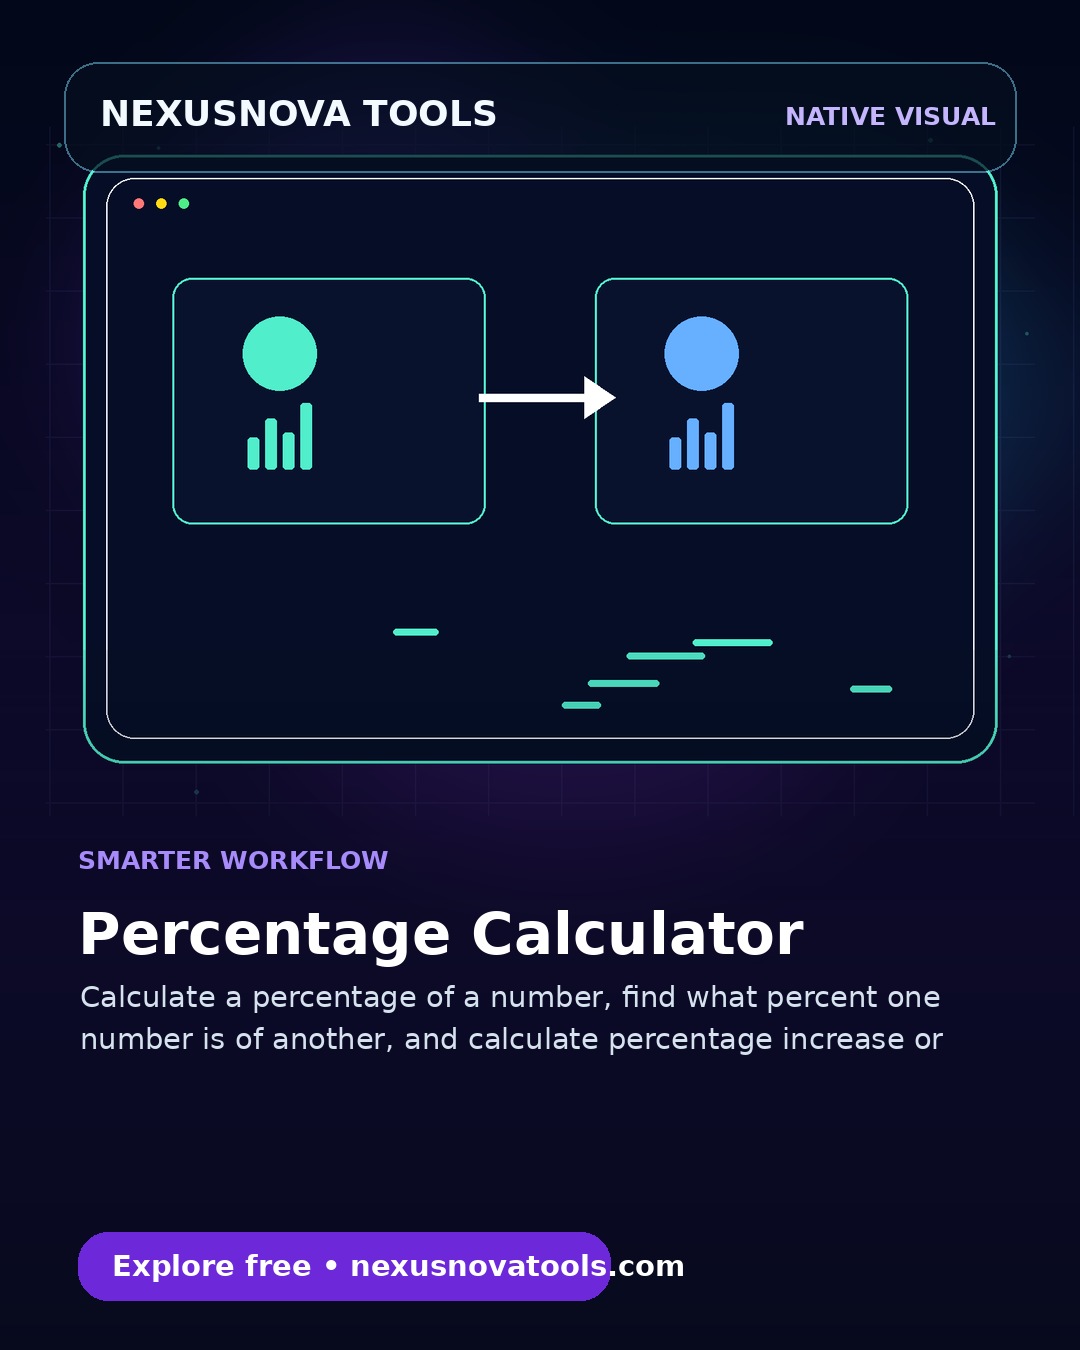 NEXUSNOVA TOOLS
NATIVE VISUAL
SMARTER WORKFLOW
Percentage Calculator
Calculate a percentage of a number, find what percent one
number is of another, and calculate percentage increase or
Explore free • nexusnovatools.com